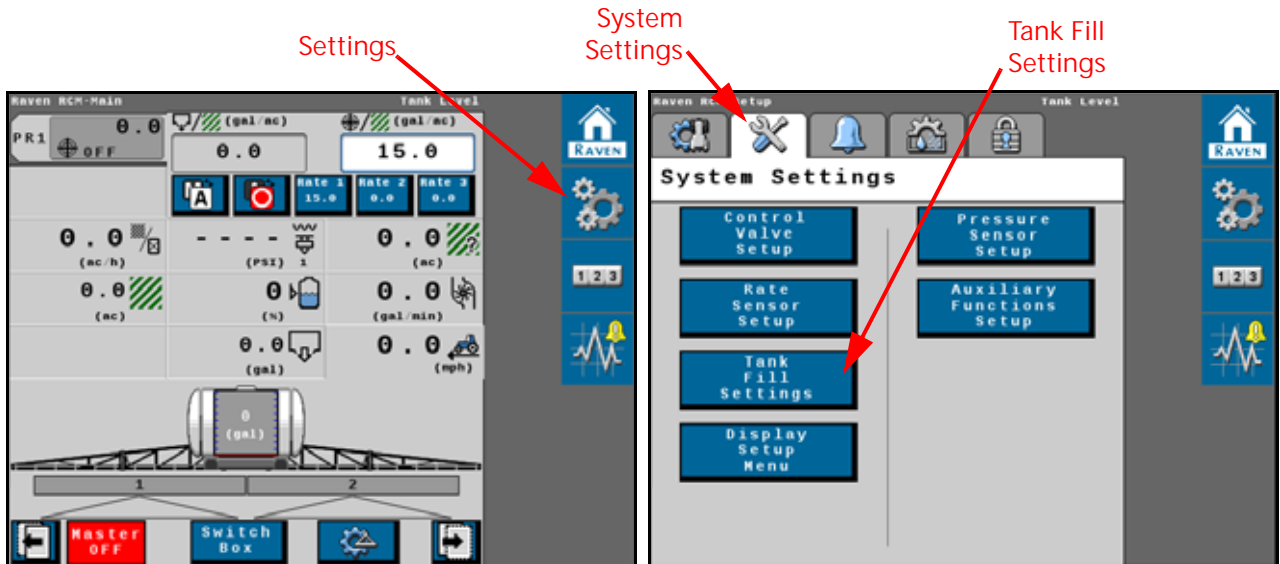 Settings
System
Settings
Tank Fill
Settings
Raven RCM-Main Tank Level
PR1 0.0
OFF
(gal/ac) (gal/ac)
0.0 15.0
A
Rate 1 Rate 2 Rate 3
15.0 0.0 0.0
0.0 ---- 0.0 ?
(ac/h) (PSI) 1 (ac)
0.0 0 0.0
(ac) (%) (gal/min)
0.0 0.0
(gal) (mph)
0
(gal)
1 2
Master
OFF
Switch
Box
RAVEN
1 2 3
Raven RCM-Setup Tank Level
System Settings
Control
Valve
Setup
Pressure
Sensor
Setup
Rate
Sensor
Setup
Auxiliary
Functions
Setup
Tank
Fill
Settings
Display
Setup
Menu
RAVEN
1 2 3